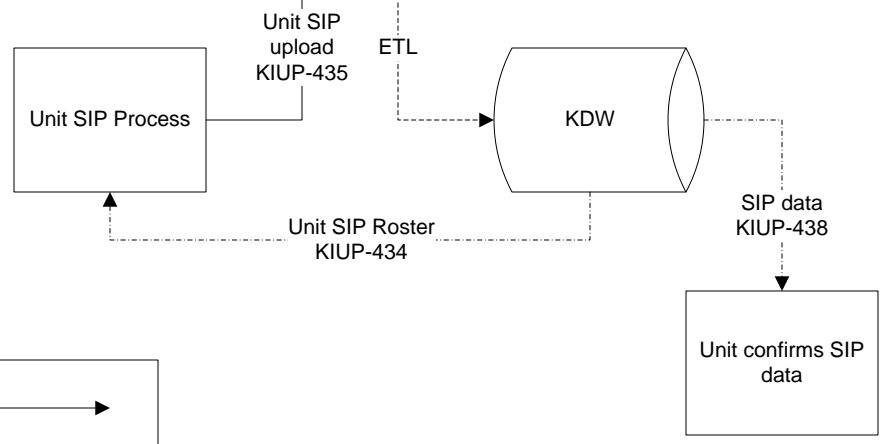 Unit SIP
upload
KIUP-435
ETL
Unit SIP Process
KDW
Unit SIP Roster
KIUP-434
SIP data
KIUP-438
Unit confirms SIP
data